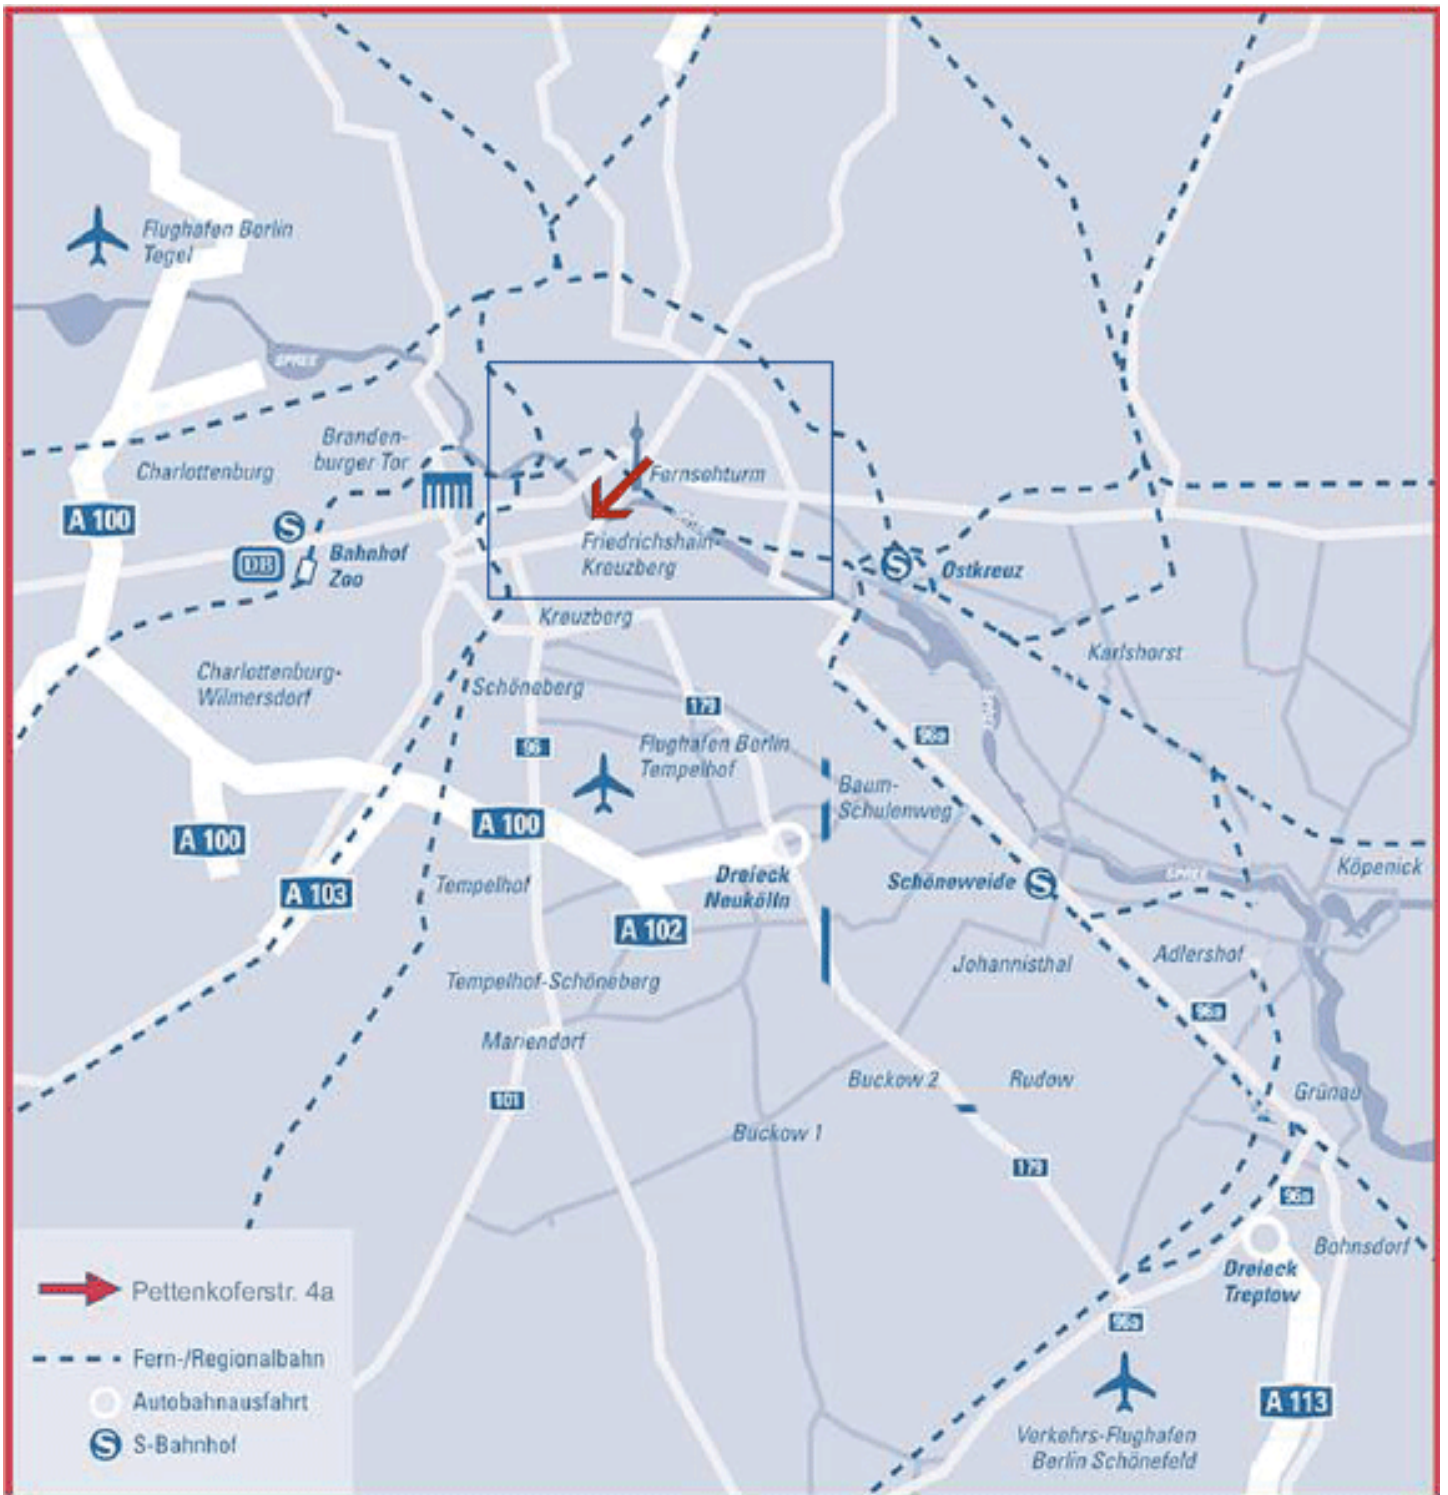 Flughafen Berlin
Tegel
SPREE
Branden-
burger Tor
Charlottenburg
Fernsehturm
A 100
S
DB
Bahnhof
Zoo
Friedrichshain-
Kreuzberg
S
Ostkreuz
Kreuzberg
Karlshorst
Charlottenburg-
Wilmersdorf
Schöneberg
179
96
Flughafen Berlin
Tempelhof
96a
SPREE
Baum-
Schulenweg
A 100
A 100
Dreieck
Neukölln
Schöneweide
S
SPREE
Köpenick
A 103
Tempelhof
A 102
Johannisthal
Adlershof
Tempelhof-Schöneberg
96a
Mariendorf
Buckow 2
Rudow
Grünau
101
Buckow 1
179
96a
Bohnsdorf
Dreieck
Treptow
96a
A 113
Verkehrs-Flughafen
Berlin Schönefeld
Pettenkoferstr. 4a
Fern-/Regionalbahn
Autobahnausfahrt
S
S-Bahnhof